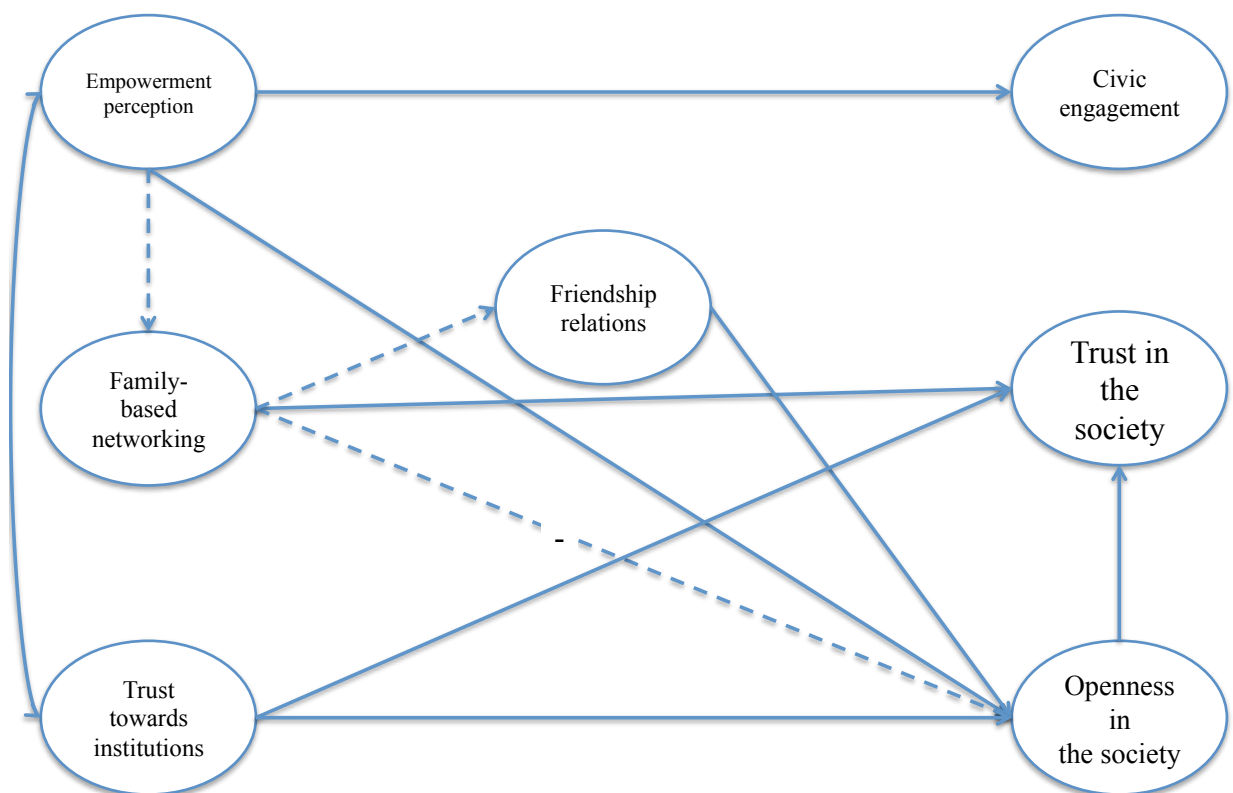 Empowerment
perception
Civic
engagement
Friendship
relations
Family-
based
networking
Trust in
the
society
-
Trust
towards
institutions
Openness
in
the society